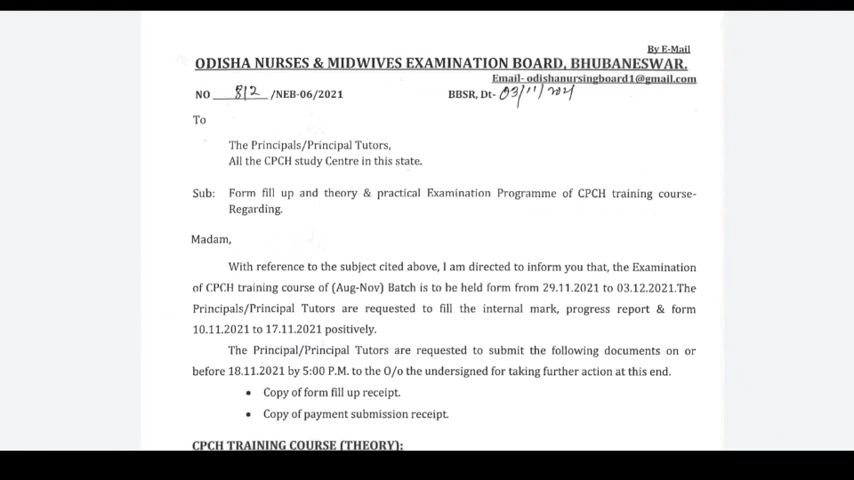 By E-Mail
ODISHA NURSES & MIDWIVES EXAMINATION BOARD, BHUBANESWAR.
Email- odishanursingboard1@gmail.com
NO 812 /NEB-06/2021 BBSR, Dt- 03/11/2021
To
The Principals/Principal Tutors,
All the CPCH study Centre in this state.
Sub: Form fill up and theory & practical Examination Programme of CPCH training course-
Regarding.
Madam,
With reference to the subject cited above, I am directed to inform you that, the Examination
of CPCH training course of (Aug-Nov) Batch is to be held form from 29.11.2021 to 03.12.2021.The
Principals/Principal Tutors are requested to fill the internal mark, progress report & form
10.11.2021 to 17.11.2021 positively.
The Principal/Principal Tutors are requested to submit the following documents on or
before 18.11.2021 by 5:00 P.M. to the O/o the undersigned for taking further action at this end.
• Copy of form fill up receipt.
• Copy of payment submission receipt.
CPCH TRAINING COURSE (THEORY):